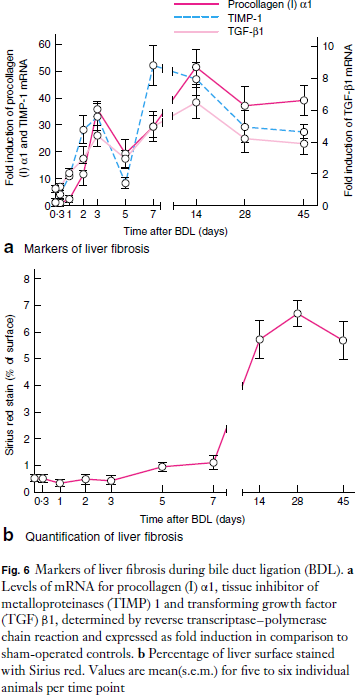 Procollagen (I) α1
TIMP-1
TGF-β1
Fold induction of procollagen
(I) α1 and TIMP-1 mRNA
60
50
40
30
20
10
0
10
8
6
4
2
0
Fold induction of TGF-β1 mRNA
0·3 1 2 3 5 7 14 28 45
Time after BDL (days)
a Markers of liver fibrosis
Sirius red stain (% of surface)
8
7
6
5
4
3
2
1
0
0·3 1 2 3 5 7 14 28 45
Time after BDL (days)
b Quantification of liver fibrosis
Fig. 6 Markers of liver fibrosis during bile duct ligation (BDL). a
Levels of mRNA for procollagen (I) α1, tissue inhibitor of
metalloproteinases (TIMP) 1 and transforming growth factor
(TGF) β1, determined by reverse transcriptase–polymerase
chain reaction and expressed as fold induction in comparison to
sham-operated controls. b Percentage of liver surface stained
with Sirius red. Values are mean(s.e.m.) for five to six individual
animals per time point